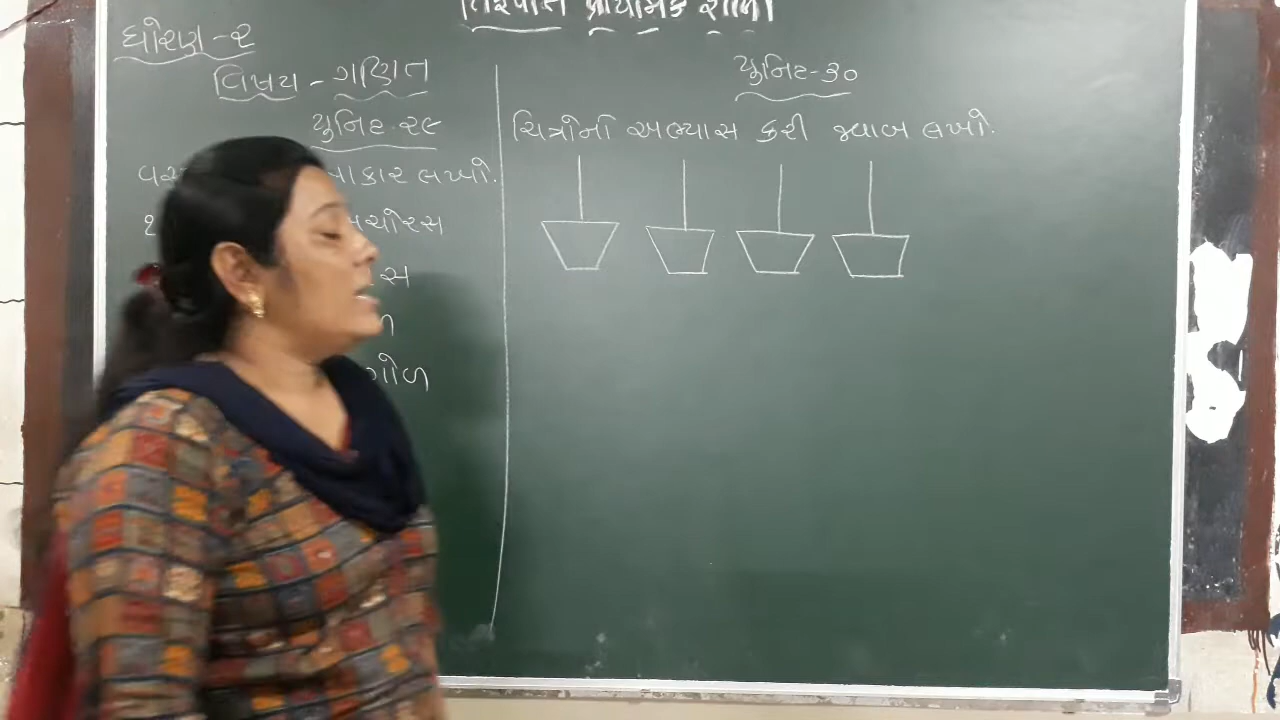 પ્રાથમિક શાળા
ધોરણ-૨
વિષય - ગણિત
યુનિટ-૨૯
આકાર લખો.
ચોરસ
સ
ળ
ગોળ
યુનિટ-૩૦
ચિત્રોનો અભ્યાસ કરી જવાબ લખો.